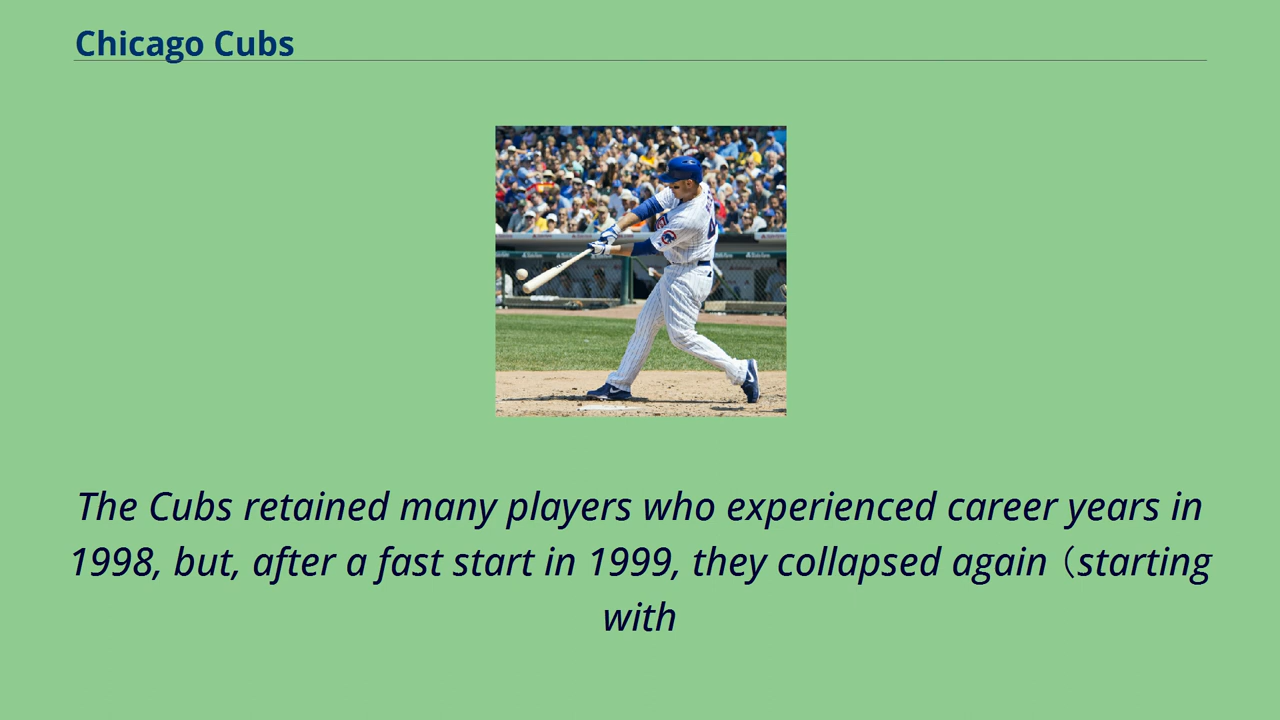 Chicago Cubs
The Cubs retained many players who experienced career years in
1998, but, after a fast start in 1999, they collapsed again（starting
with